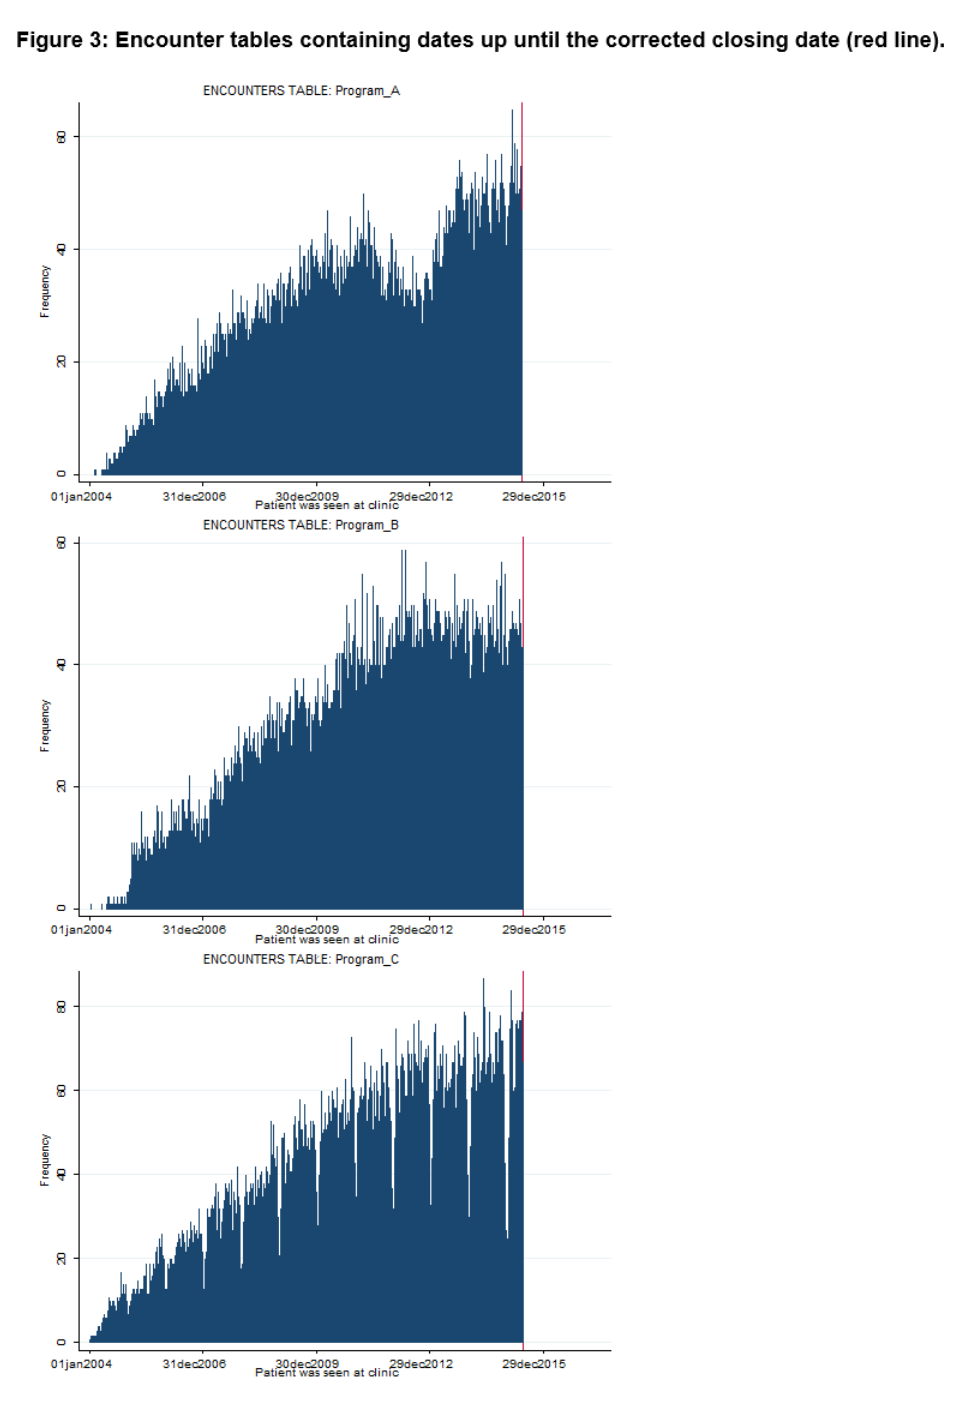 Figure 3: Encounter tables containing dates up until the corrected closing date (red line).
ENCOUNTERS TABLE: Program_A
Frequency
60
40
20
0
01jan2004 31dec2006 30dec2009 29dec2012 29dec2015
Patient was seen at clinic
ENCOUNTERS TABLE: Program_B
Frequency
60
40
20
0
01jan2004 31dec2006 30dec2009 29dec2012 29dec2015
Patient was seen at clinic
ENCOUNTERS TABLE: Program_C
Frequency
80
60
40
20
0
01jan2004 31dec2006 30dec2009 29dec2012 29dec2015
Patient was seen at clinic